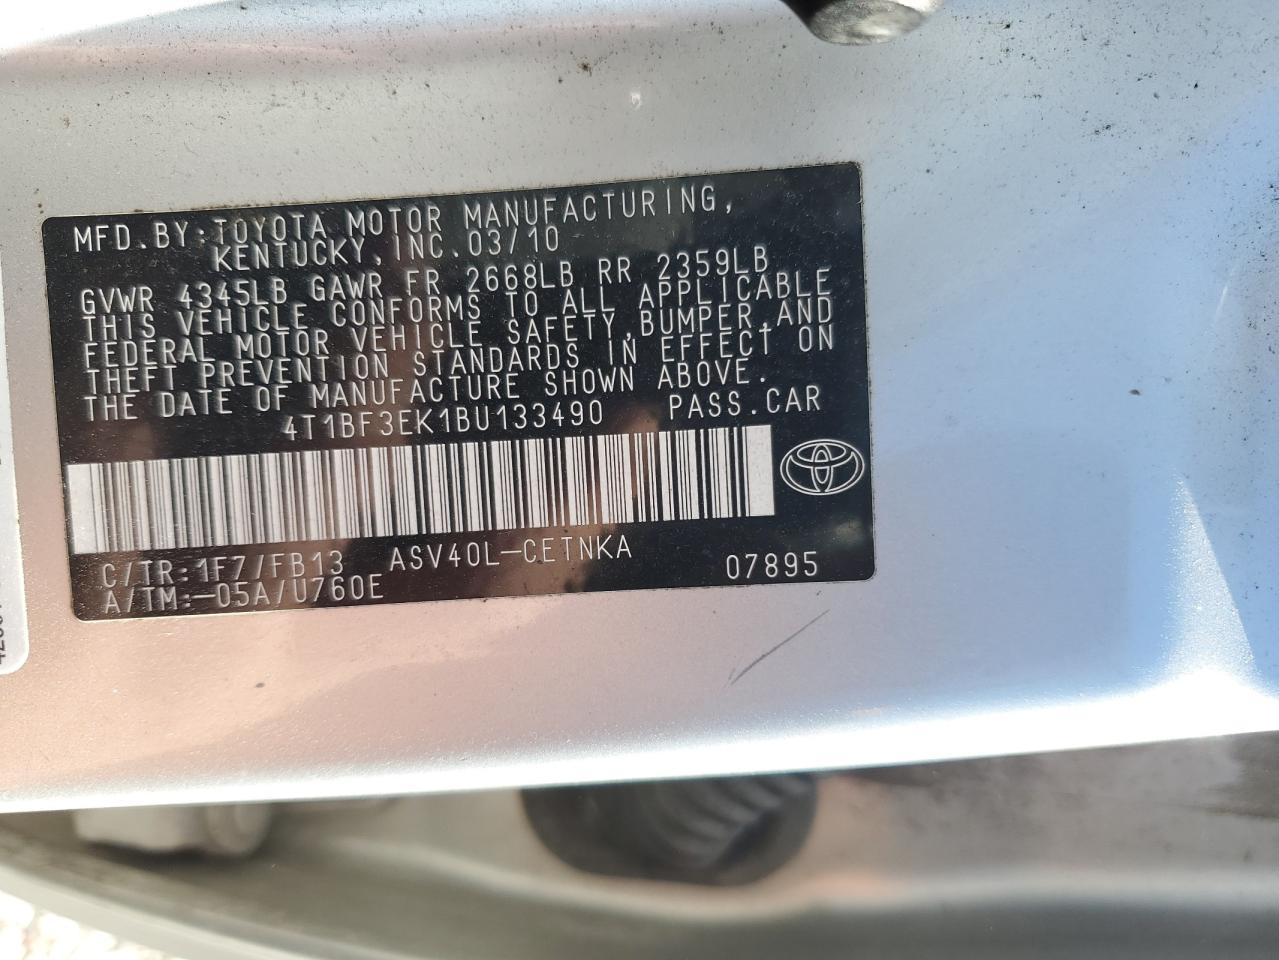 MFD.BY:TOYOTA MOTOR MANUFACTURING,
KENTUCKY,INC.03/10
GVWR 4345LB GAWR FR 2668LB RR 2359LB
THIS VEHICLE CONFORMS TO ALL APPLICABLE
FEDERAL MOTOR VEHICLE SAFETY,BUMPER,AND
THEFT PREVENTION STANDARDS IN EFFECT ON
THE DATE OF MANUFACTURE SHOWN ABOVE.
4T1BF3EK1BU133490 PASS.CAR
C/TR:1F7/FB13 ASV40L-CETNKA
A/TM:-05A/U760E 07895